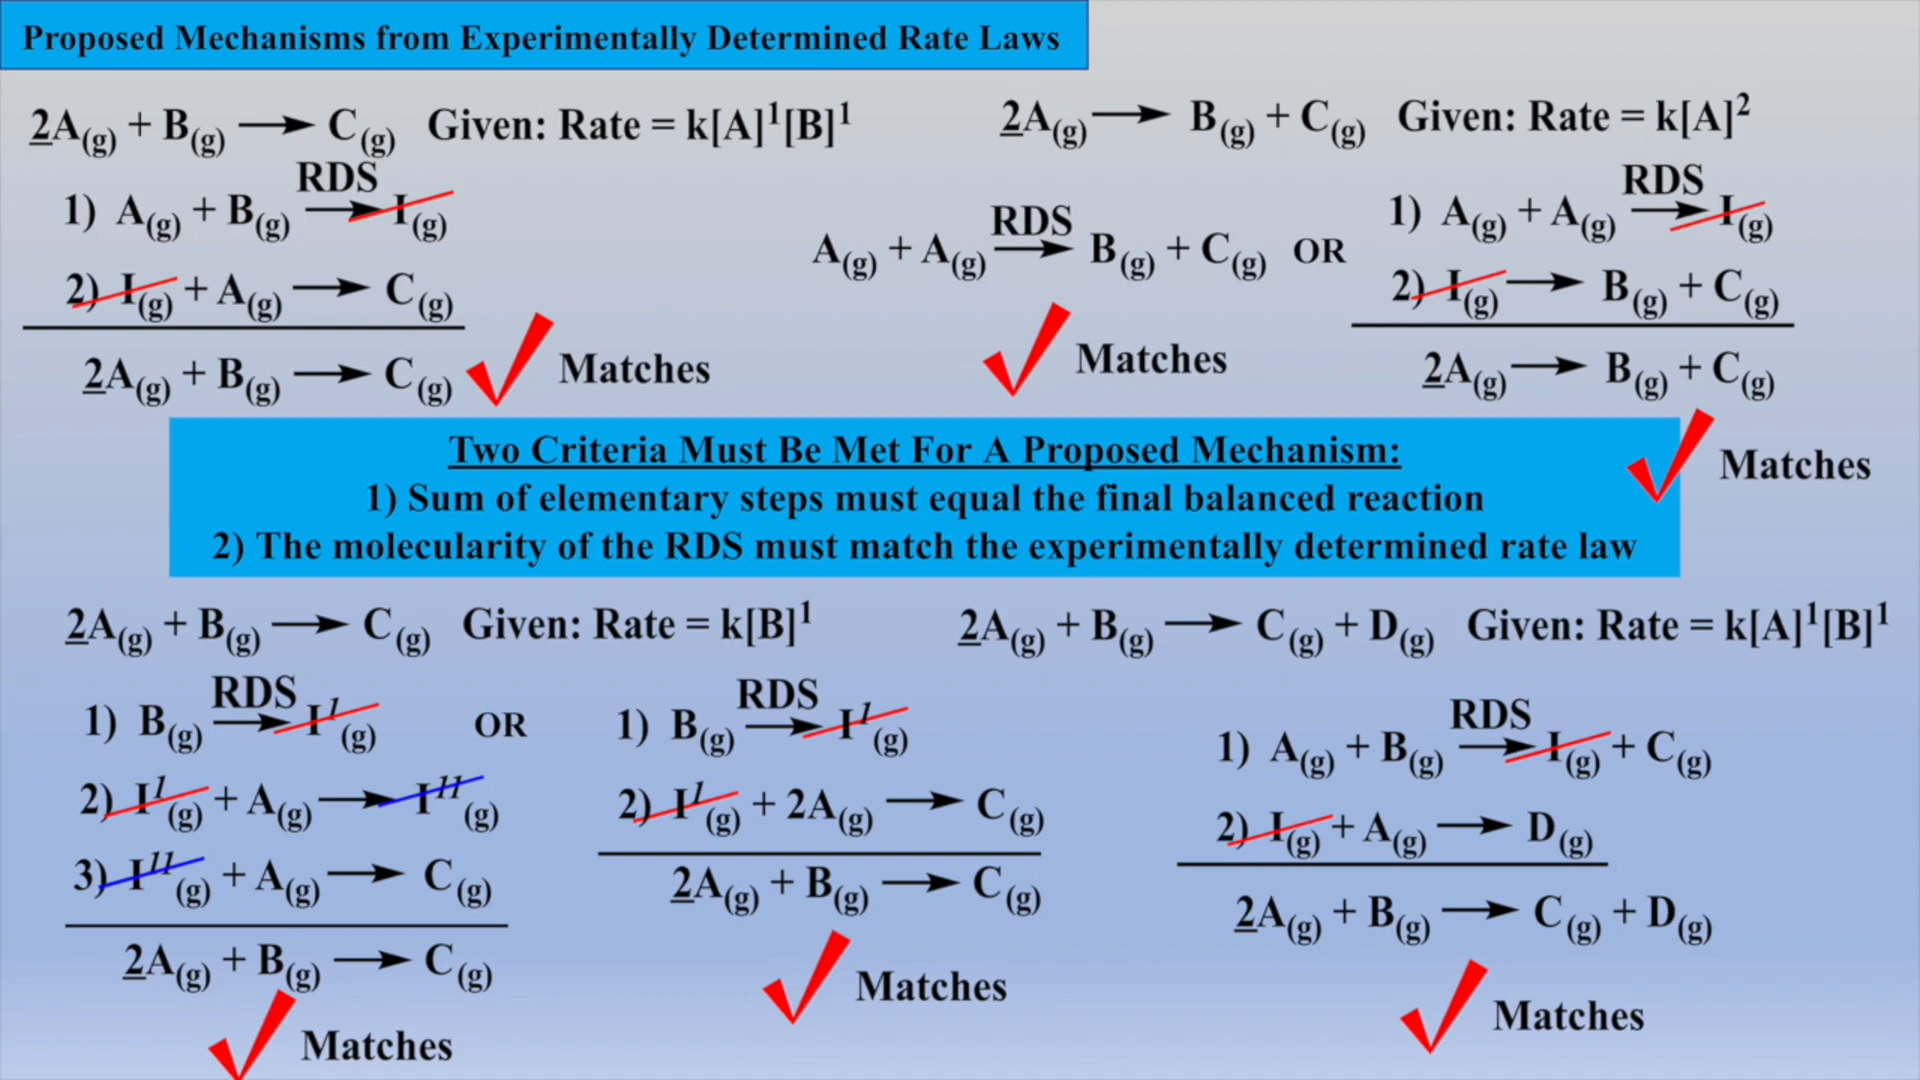 Proposed Mechanisms from Experimentally Determined Rate Laws
2A(g) + B(g) → C(g) Given: Rate = k[A]¹[B]¹
RDS
1) A(g) + B(g) → I(g)
2) I(g) + A(g) → C(g)
2A(g) + B(g) → C(g)
Matches
2A(g) → B(g) + C(g) Given: Rate = k[A]²
RDS
A(g) + A(g) → B(g) + C(g) OR
Matches
RDS
1) A(g) + A(g) → I(g)
2) I(g) → B(g) + C(g)
2A(g) → B(g) + C(g)
Matches
Two Criteria Must Be Met For A Proposed Mechanism:
1) Sum of elementary steps must equal the final balanced reaction
2) The molecularity of the RDS must match the experimentally determined rate law
2A(g) + B(g) → C(g) Given: Rate = k[B]¹
RDS
1) B(g) → I¹(g) OR
2) I¹(g) + A(g) → I¹¹(g)
3) I¹¹(g) + A(g) → C(g)
2A(g) + B(g) → C(g)
Matches
RDS
1) B(g) → I¹(g)
2) I¹(g) + 2A(g) → C(g)
2A(g) + B(g) → C(g)
Matches
2A(g) + B(g) → C(g) + D(g) Given: Rate = k[A]¹[B]¹
RDS
1) A(g) + B(g) → I(g) + C(g)
2) I(g) + A(g) → D(g)
2A(g) + B(g) → C(g) + D(g)
Matches